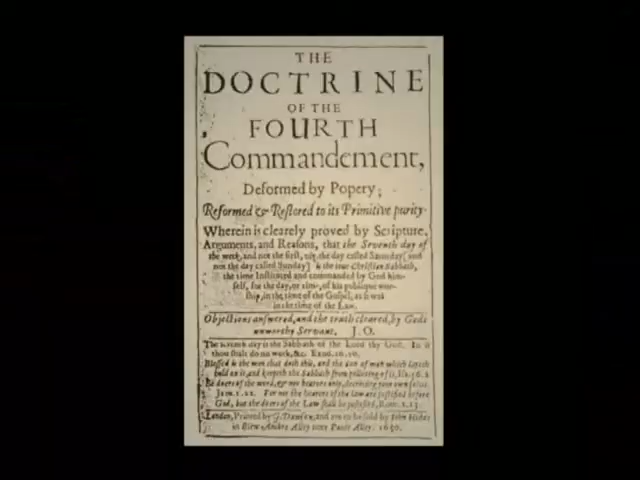 THE
DOCTRINE
OF THE
FOURTH
Commandement,
Deformed by Popery;
Reformed & Restored to its Primitive purity
Wherein is clearely proved by Scripture,
Arguments, and Reasons, that the Seventh day of
the week, and not the first, the day called Saturday [and
not the day called Sunday] is the true Christian Sabbath,
the time Instituted and commanded by God him-
self, for the day, or time, of his publique wor-
ship, in the time of the Gospel, as it was
in the time of the Law.
Objections answered, and the truth cleared, by Gods
unworthy Servant, J.O.
The seventh day is the Sabbath of the Lord thy God. In it
thou shalt do no work, &c. Exod. 20. 10.
Blessed is the man that doth this, and the son of man which layeth
hold on it, and keepeth the Sabbath from polluting of it, 56. 2
Be doers of the word, & not hearers only, deceiving your own selves.
Jam. 1. 22. For not the hearers of the law are justified before
God, but the doers of the Law shall be justified, Rom. 2. 13.
London, Printed by G. Dawson, and are to be sold by John
in Alley neer Pauls Alley. 1650.